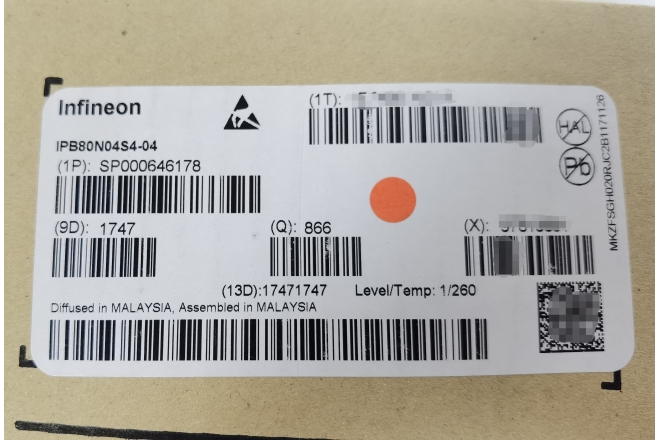 Infineon
(1T):
HAL
Pb
IPB80N04S4-04
(1P): SP000646178
(9D): 1747
(Q): 866
(X):
(13D):17471747
Level/Temp: 1/260
Diffused in MALAYSIA, Assembled in MALAYSIA
MKZFSGH020RJC2B1171126